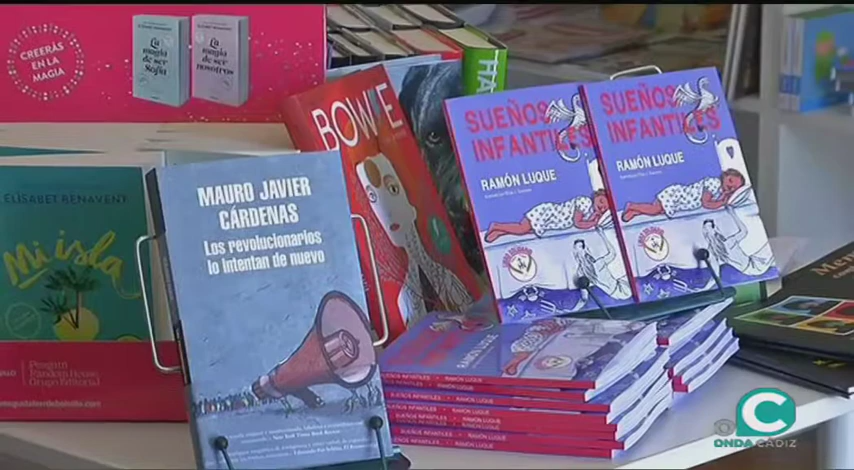 CREERÁS
EN LA
MAGIA
La magia
de ser
Sofía
La magia
de ser
nosotros
ELÍSABET BENAVENT
Mi isla
Penguin
Random House
Grupo Editorial
MAURO JAVIER
CÁRDENAS
Los revolucionarios
lo intentan de nuevo
BOWIE
SUEÑOS
INFANTILES
RAMÓN LUQUE
SUEÑOS
INFANTILES
RAMÓN LUQUE
SUEÑOS INFANTILES RAMÓN LUQUE
SUEÑOS INFANTILES RAMÓN LUQUE
SUEÑOS INFANTILES RAMÓN LUQUE
SUEÑOS INFANTILES RAMÓN LUQUE
ONDACÁDIZ